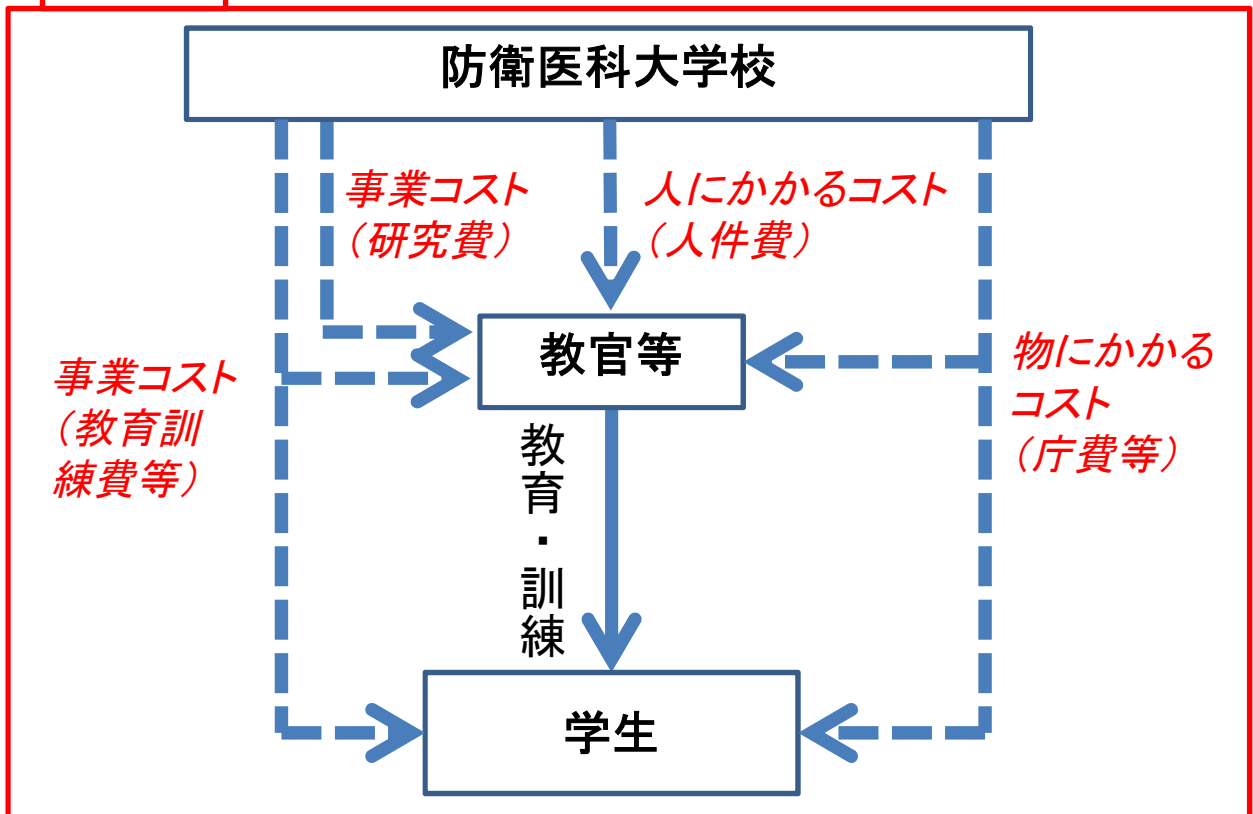 防衛医科大学校
事業コスト
（研究費）
人にかかるコスト
（人件費）
教官等
事業コスト
（教育訓
練費等）
物にかかる
コスト
（庁費等）
教育・訓練
学生